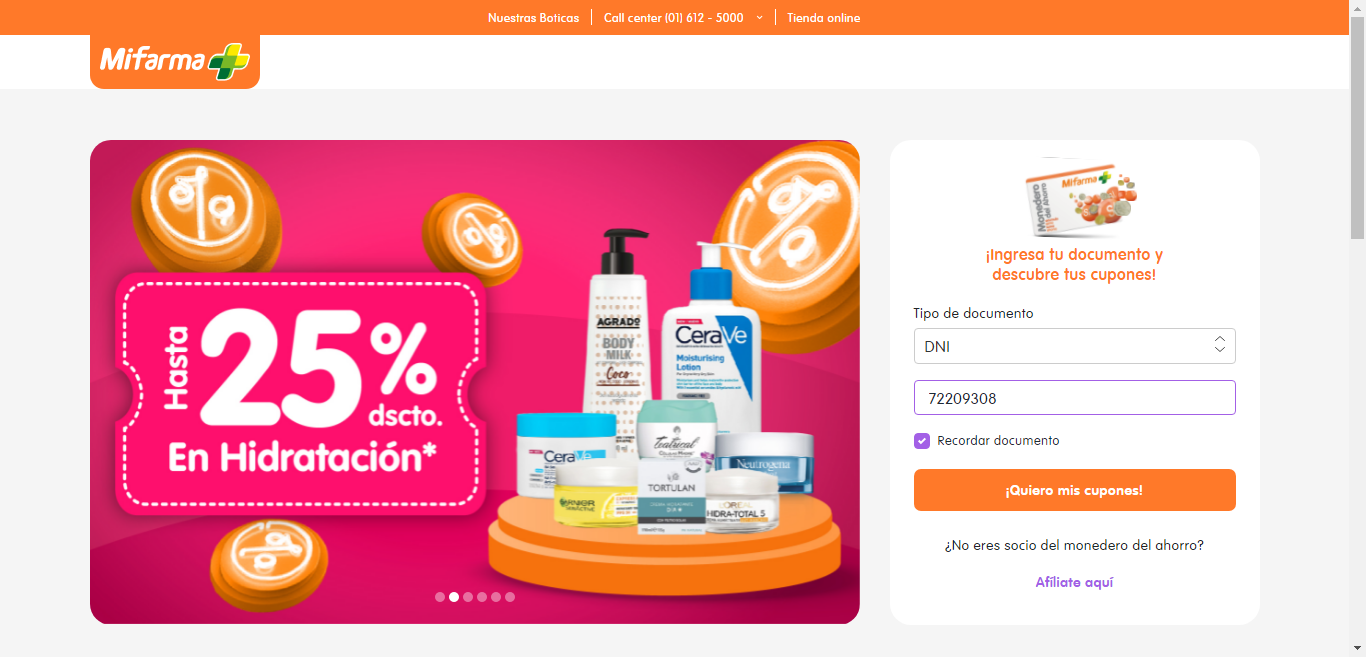 Nuestras Boticas
Call center (01) 612 - 5000
Tienda online
Mifarma
Hasta
25%
dscto.
En Hidratación*
AGRADO
BODY
MILK
Coco
CeraVe
Moisturising
Lotion
CeraVe
Teatrical
Neutrogena
GARNIER
TORTULAN
L'OREAL
HIDRA-TOTAL 5
Mifarma
Monedero
del Ahorro
¡Ingresa tu documento y
descubre tus cupones!
Tipo de documento
DNI
72209308
Recordar documento
¡Quiero mis cupones!
¿No eres socio del monedero del ahorro?
Afíliate aquí